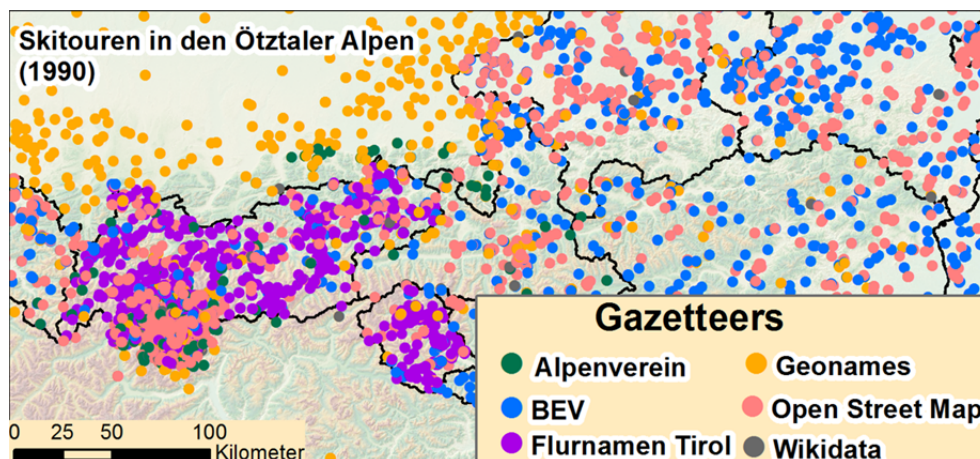 Skitouren in den Ötztaler Alpen
(1990)
Gazetteers
Alpenverein
Geonames
BEV
Open Street Map
Flurnamen Tirol
Wikidata
0 25 50 100
Kilometer